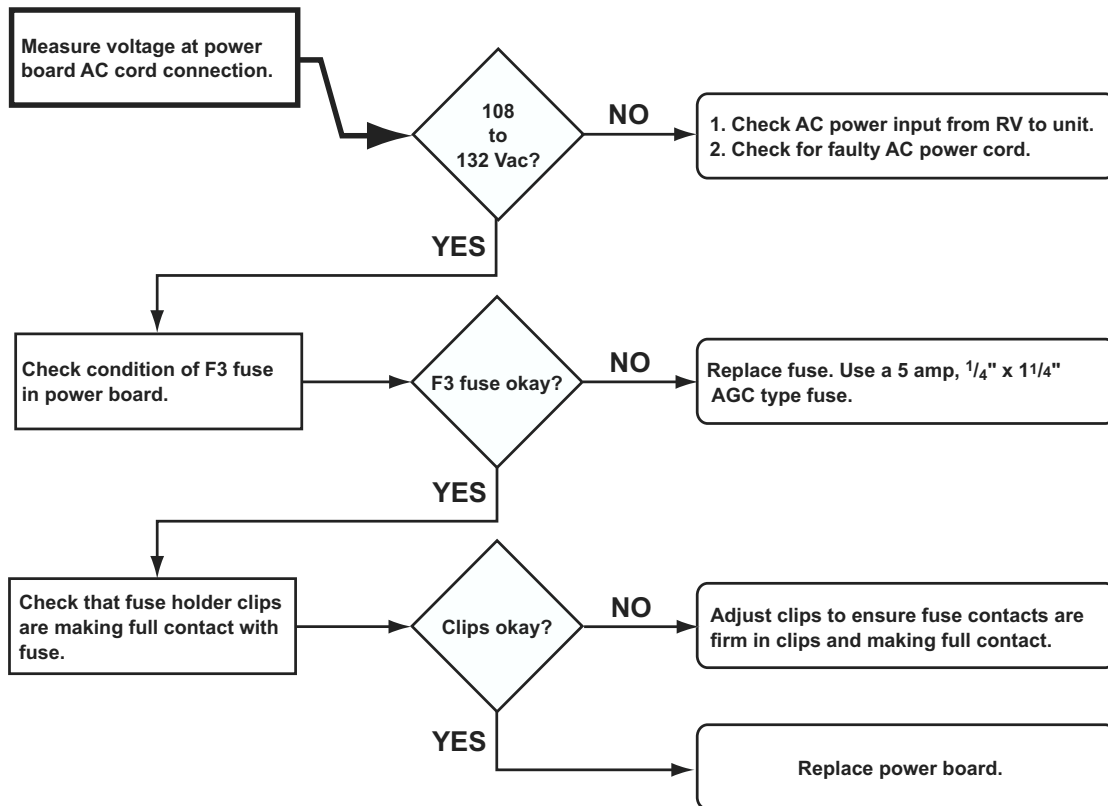 Measure voltage at power
board AC cord connection.
108
to
132 Vac?
NO
1. Check AC power input from RV to unit.
2. Check for faulty AC power cord.
YES
Check condition of F3 fuse
in power board.
F3 fuse okay?
NO
Replace fuse. Use a 5 amp, 1/4" x 11/4"
AGC type fuse.
YES
Check that fuse holder clips
are making full contact with
fuse.
Clips okay?
NO
Adjust clips to ensure fuse contacts are
firm in clips and making full contact.
YES
Replace power board.